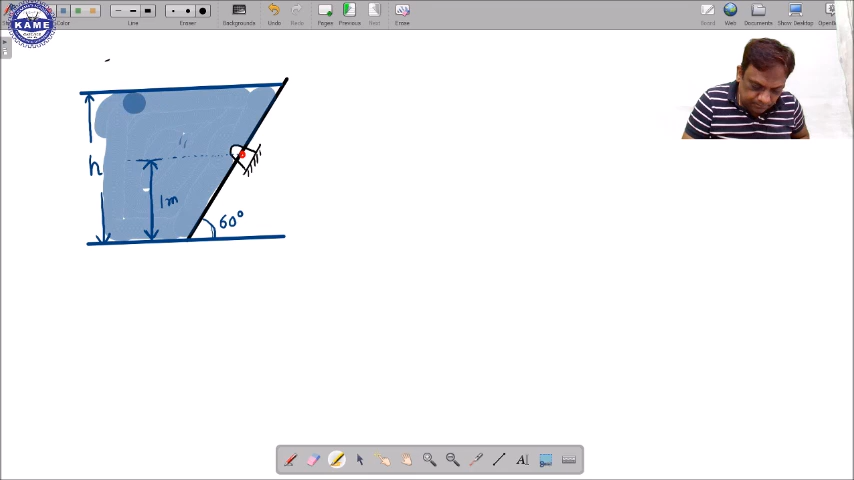 KAME
Color
Line
Eraser
Backgrounds
Undo
Redo
Pages
Previous
Next
Erase
Board
Web
Documents
Show Desktop
h
1m
60°